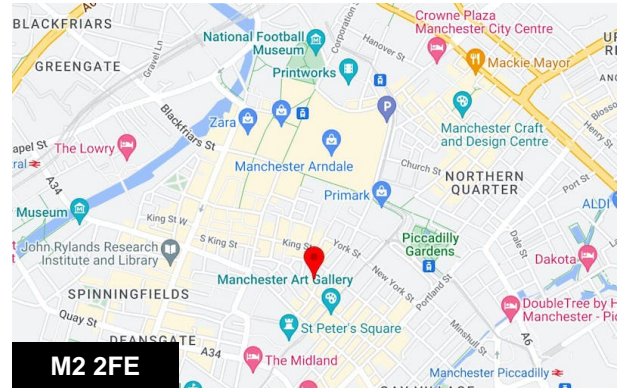 BLACKFRIARS
GREENGATE
Gravel Ln
National Football
Museum
Printworks
Corporation S
Hanover St
Crowne Plaza
Manchester City Centre
Mackie Mayor
Zara
Blackfriars St
The Lowry
A34
Manchester Arndale
Church St
Manchester Craft
and Design Centre
Blosso
Henry St
NORTHERN
QUARTER
Port St
ALDI
Primark
Museum
King St W
S King St
King St
York St
John Rylands Research
Institute and Library
Manchester Art Gallery
New York St
Piccadilly
Gardens
Portland St
Dale St
Dakota
SPINNINGFIELDS
Quay St
DEANSGATE
A34
St Peter's Square
The Midland
Minshull St
A6
DoubleTree by H
Manchester - Pic
Manchester Piccadilly
M2 2FE